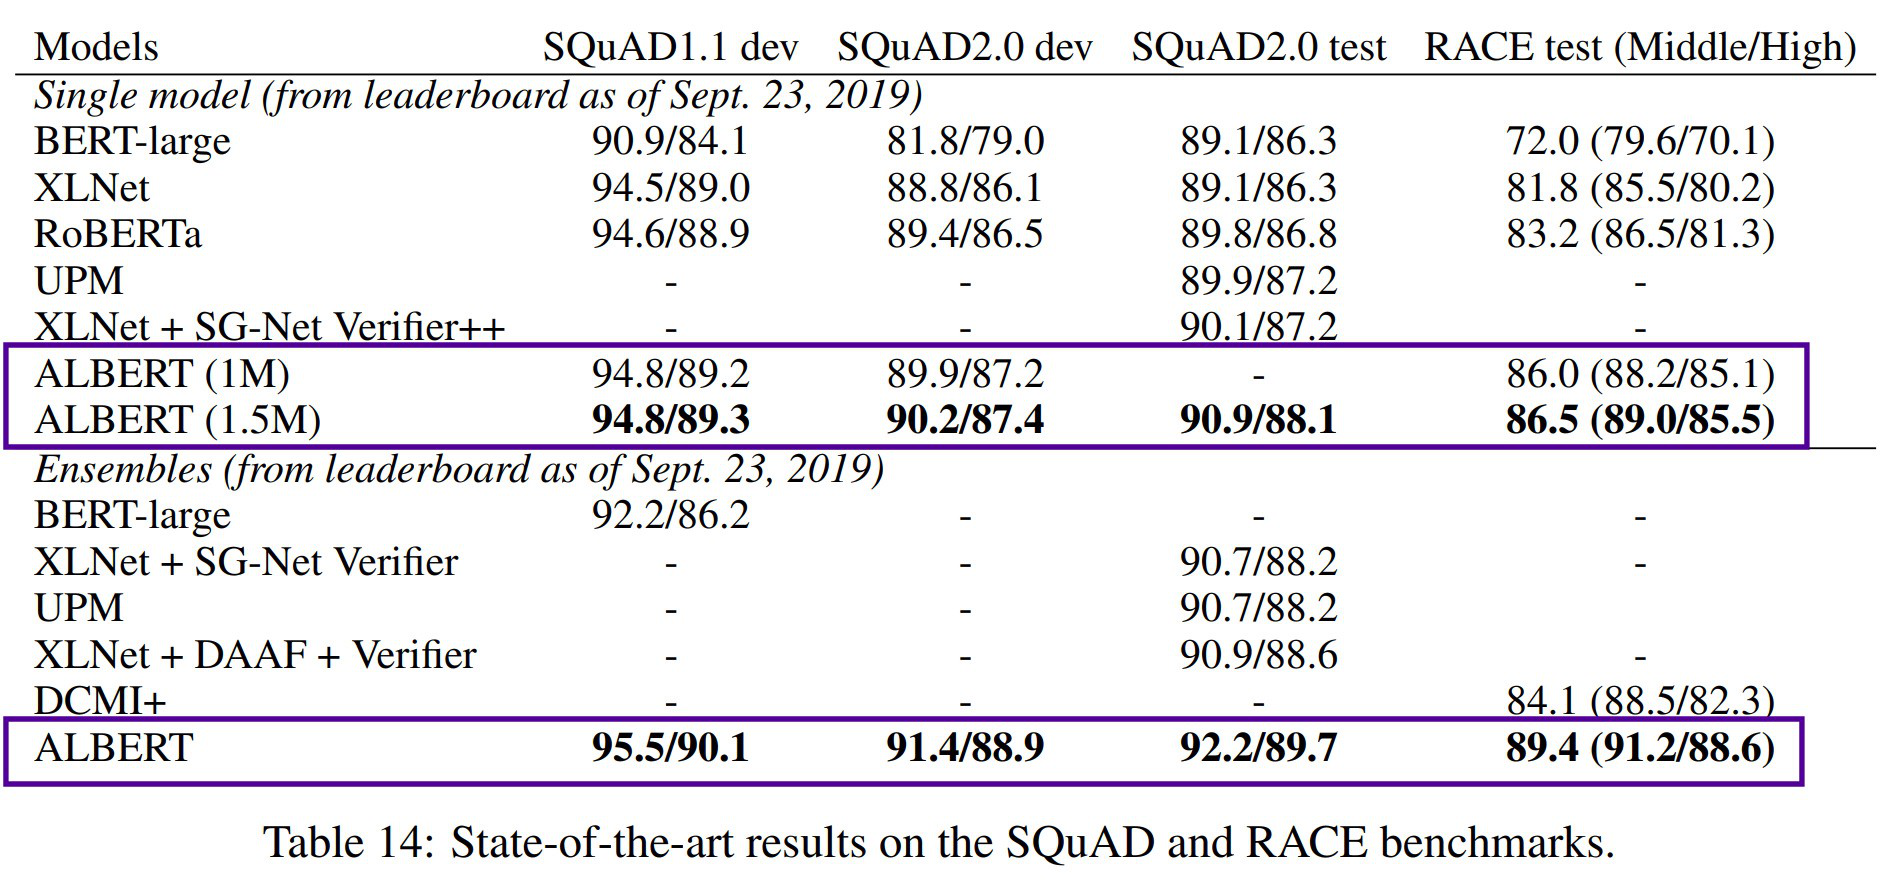 Models SQuAD1.1 dev SQuAD2.0 dev SQuAD2.0 test RACE test (Middle/High)
Single model (from leaderboard as of Sept. 23, 2019)
BERT-large 90.9/84.1 81.8/79.0 89.1/86.3 72.0 (79.6/70.1)
XLNet 94.5/89.0 88.8/86.1 89.1/86.3 81.8 (85.5/80.2)
RoBERTa 94.6/88.9 89.4/86.5 89.8/86.8 83.2 (86.5/81.3)
UPM - - 89.9/87.2 -
XLNet + SG-Net Verifier++ - - 90.1/87.2 -
ALBERT (1M) 94.8/89.2 89.9/87.2 - 86.0 (88.2/85.1)
ALBERT (1.5M) 94.8/89.3 90.2/87.4 90.9/88.1 86.5 (89.0/85.5)
Ensembles (from leaderboard as of Sept. 23, 2019)
BERT-large 92.2/86.2 - - -
XLNet + SG-Net Verifier - - 90.7/88.2 -
UPM - - 90.7/88.2
XLNet + DAAF + Verifier - - 90.9/88.6 -
DCMI+ - - - 84.1 (88.5/82.3)
ALBERT 95.5/90.1 91.4/88.9 92.2/89.7 89.4 (91.2/88.6)
Table 14: State-of-the-art results on the SQuAD and RACE benchmarks.